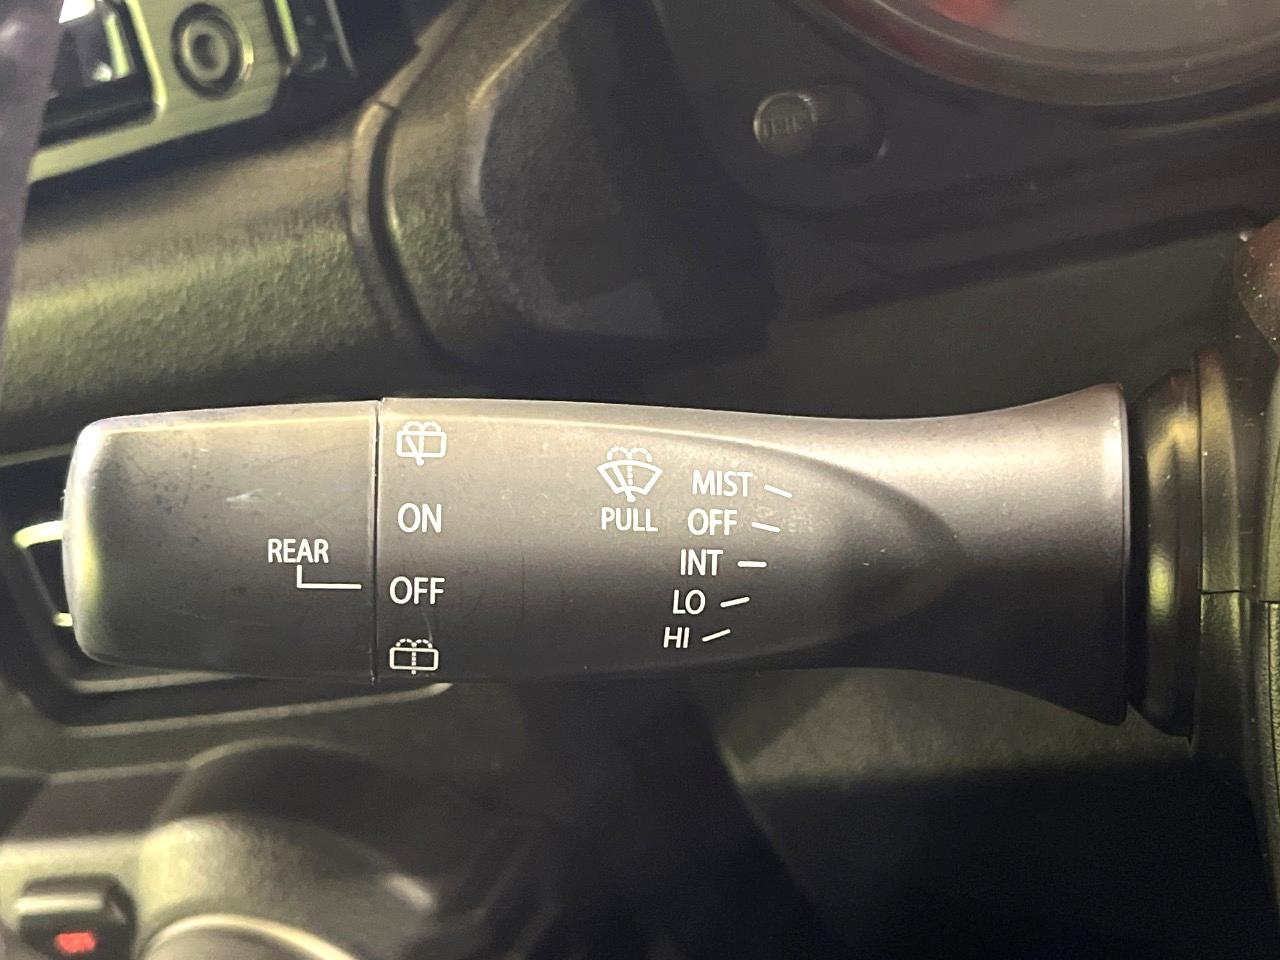 MIST
ON
PULL
OFF
REAR
INT
OFF
LO
HI